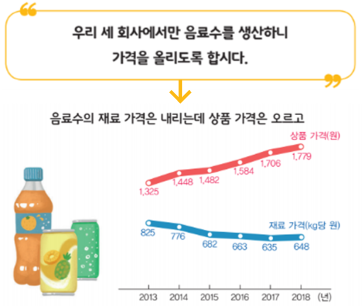 우리 세 회사에서만 음료수를 생산하니
가격을 올리도록 합시다.
음료수의 재료 가격은 내리는데 상품 가격은 오르고
상품 가격(원)
1,325
1,448
1,482
1,584
1,706
1,779
재료 가격(kg당 원)
825
776
682
663
635
648
2013 2014 2015 2016 2017 2018 (년)